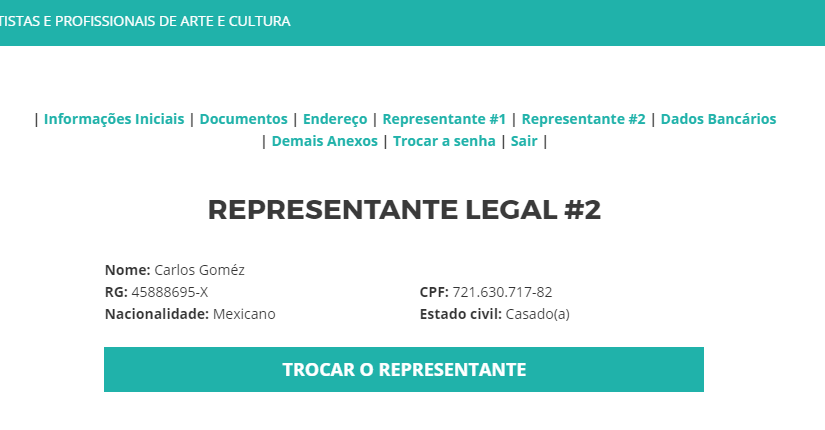 TISTAS E PROFISSIONAIS DE ARTE E CULTURA
| Informações Iniciais | Documentos | Endereço | Representante #1 | Representante #2 | Dados Bancários
| Demais Anexos | Trocar a senha | Sair |
REPRESENTANTE LEGAL #2
Nome: Carlos Goméz
RG: 45888695-X CPF: 721.630.717-82
Nacionalidade: Mexicano Estado civil: Casado(a)
TROCAR O REPRESENTANTE